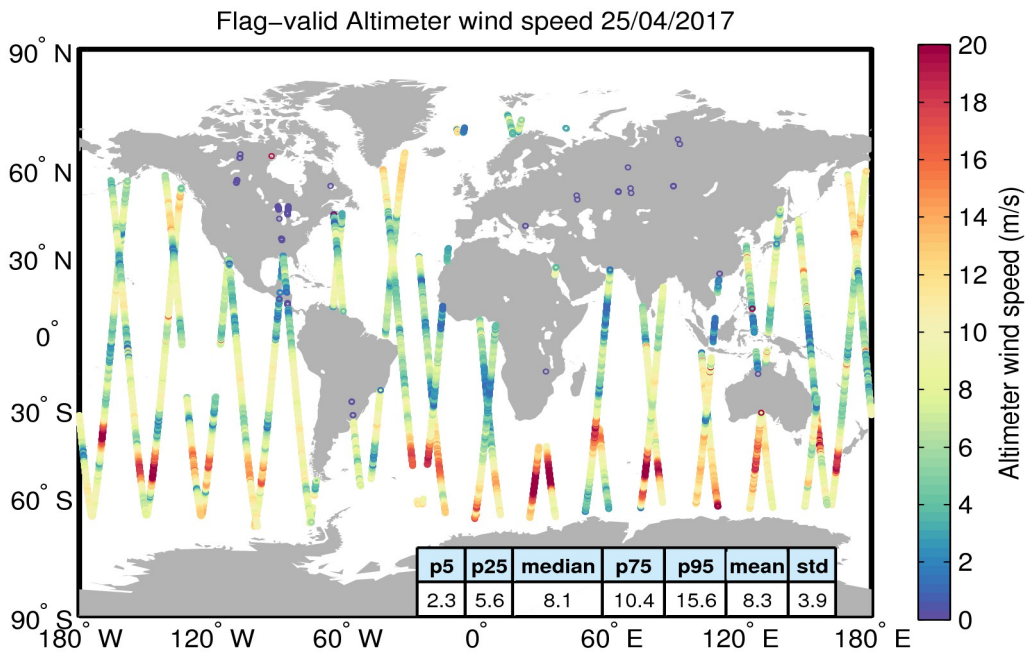 Flag−valid Altimeter wind speed 25/04/2017
90° N
60° N
30° N
0°
30° S
60° S
90° S
180° W
120° W
60° W
0°
60° E
120° E
180° E
p5 p25 median p75 p95 mean std
2.3 5.6 8.1 10.4 15.6 8.3 3.9
20
18
16
14
12
10
8
6
4
2
0
Altimeter wind speed (m/s)